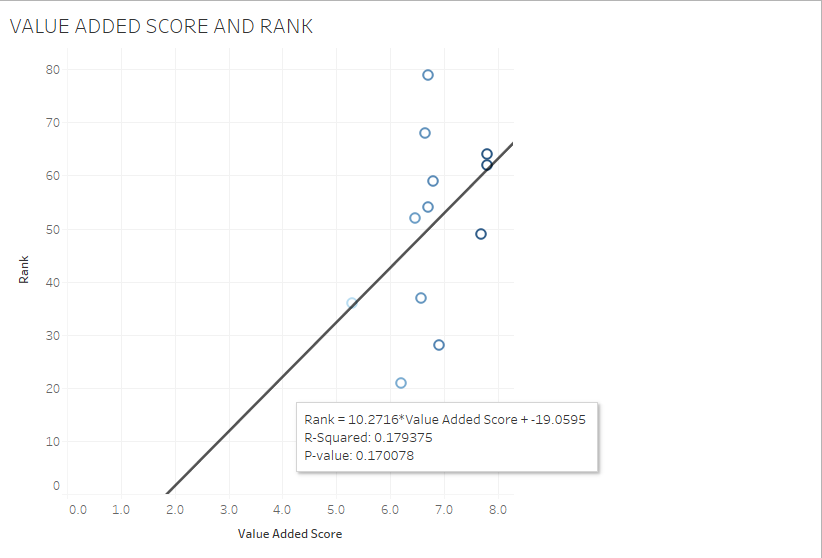 VALUE ADDED SCORE AND RANK
80
70
60
50
40
30
20
10
0
Rank
Rank = 10.2716*Value Added Score + -19.0595
R-Squared: 0.179375
P-value: 0.170078
0.0 1.0 2.0 3.0 4.0 5.0 6.0 7.0 8.0
Value Added Score